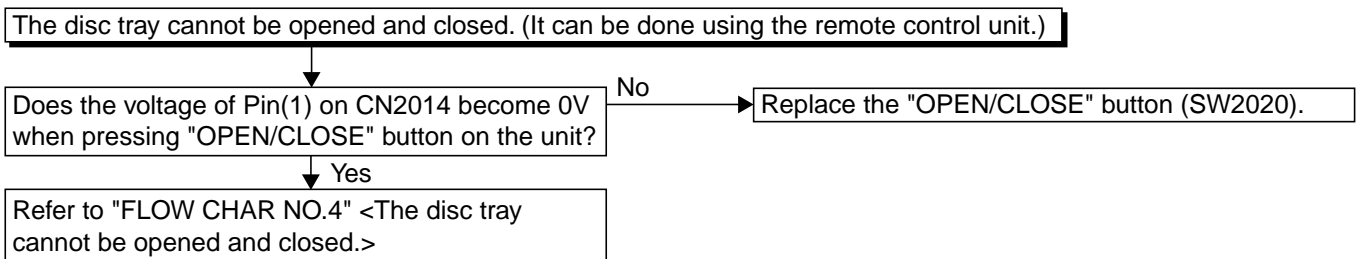 The disc tray cannot be opened and closed. (It can be done using the remote control unit.)
Does the voltage of Pin(1) on CN2014 become 0V
when pressing "OPEN/CLOSE" button on the unit?
No
Replace the "OPEN/CLOSE" button (SW2020).
Yes
Refer to "FLOW CHAR NO.4" <The disc tray
cannot be opened and closed.>